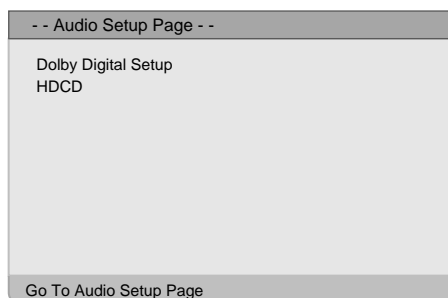 - - Audio Setup Page - -
Dolby Digital Setup
HDCD
Go To Audio Setup Page